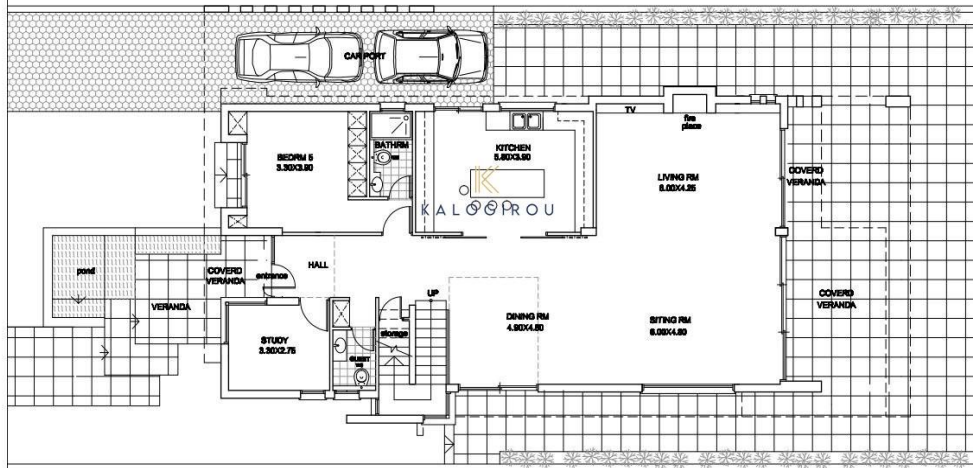 CAR PORT
TV
fire
place
BEDRM 5
3.30X3.90
BATHRM
KITCHEN
5.80X3.90
LIVING RM
6.00X4.25
COVERD
VERANDA
K
KALOGIROU
HALL
pond
COVERD
VERANDA
entrance
VERANDA
UP
storage
DINING RM
4.90X4.80
SITING RM
6.00X4.80
COVERD
VERANDA
STUDY
3.30X2.75
GUEST
WC